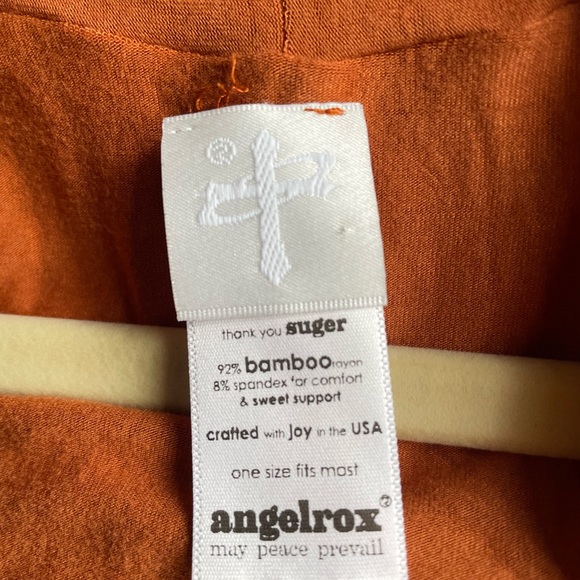 ®
thank you suger
92% bamboo rayon
8% spandex for comfort
& sweet support
crafted with Joy in the USA
one size fits most
angelrox®
may peace prevail